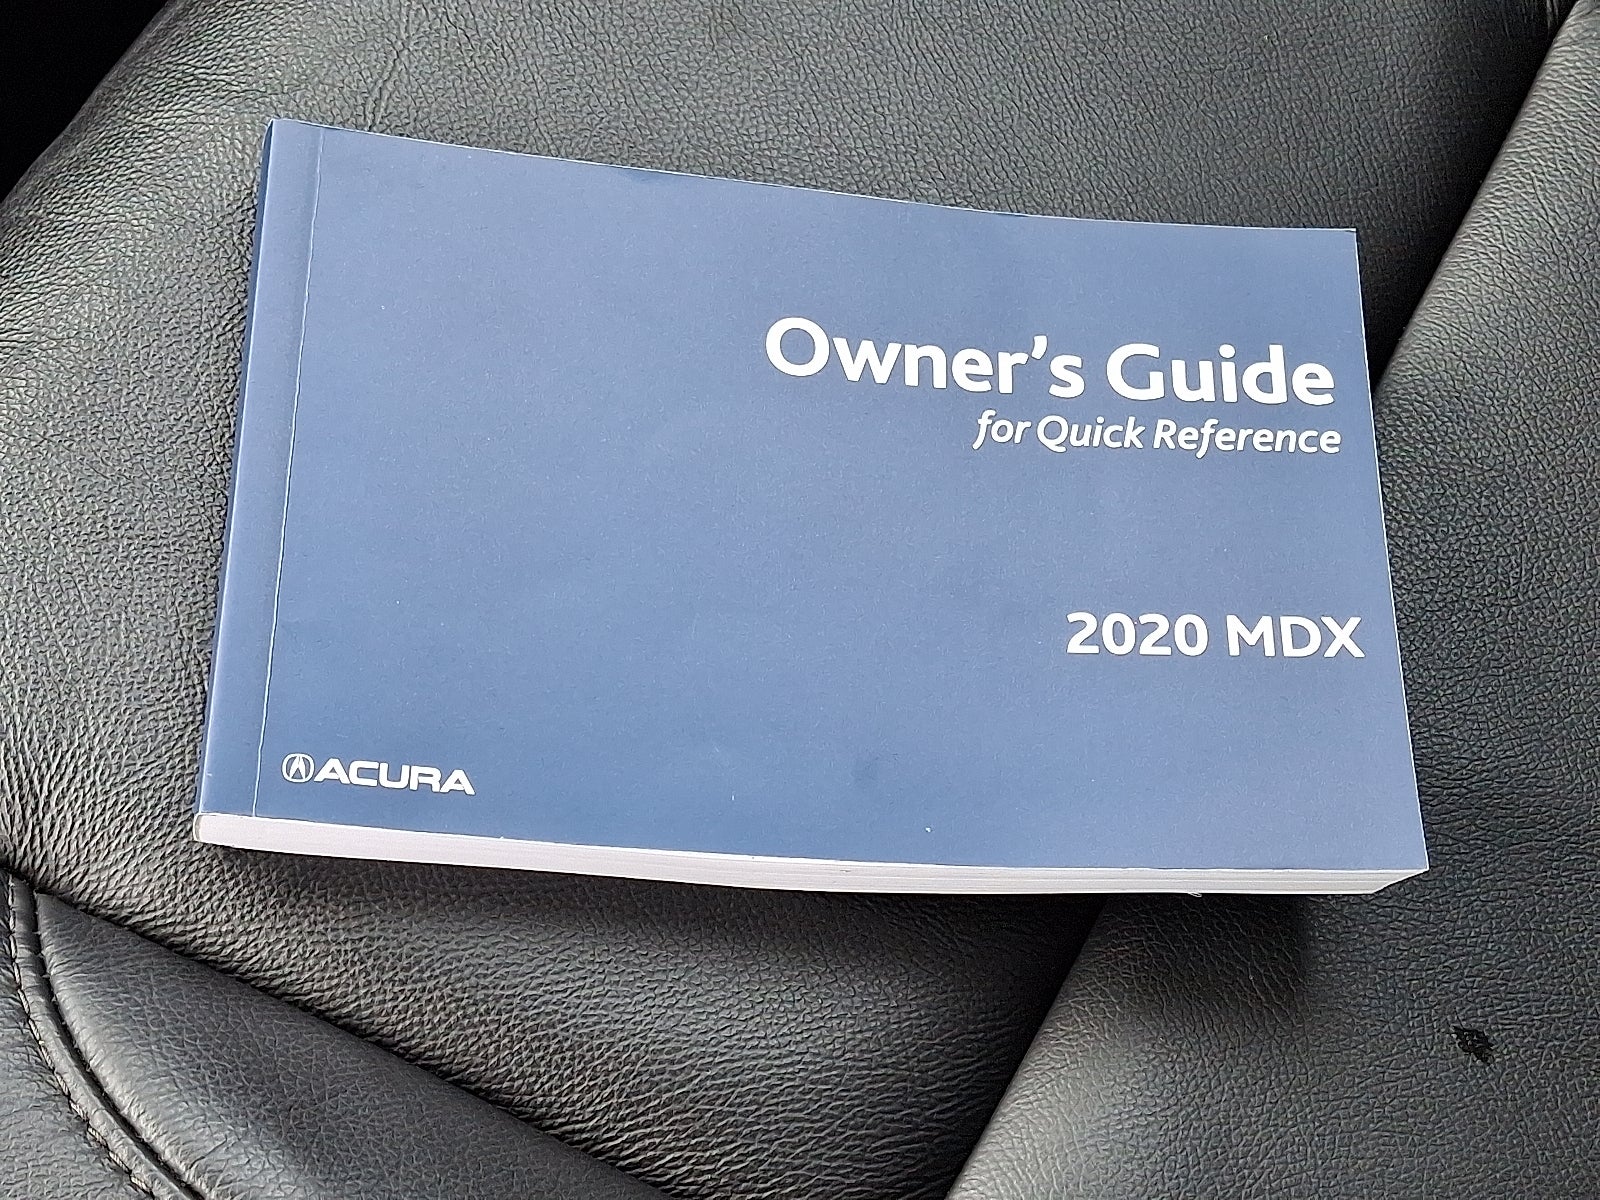 Owner's Guide
for Quick Reference
2020 MDX
ACURA